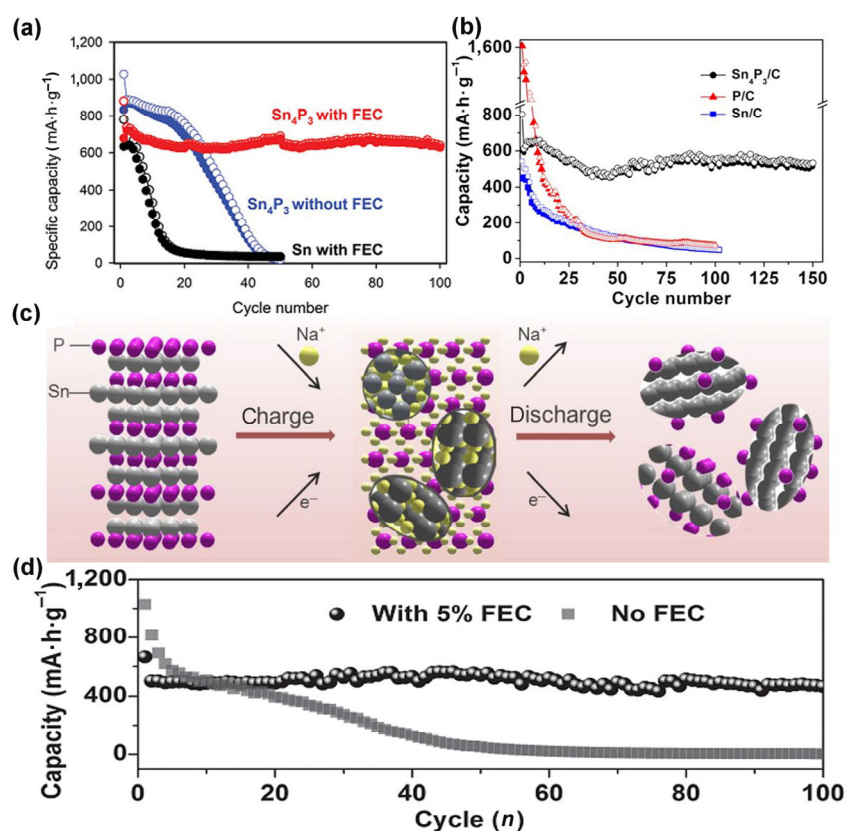 (a)
Specific capacity (mA·h·g⁻¹)
1,200
1,000
800
600
400
200
0
Sn₄P₃ with FEC
Sn₄P₃ without FEC
Sn with FEC
0 20 40 60 80 100
Cycle number
(b)
Capacity (mA·h·g⁻¹)
1,600
800
600
400
200
0
Sn₄P₃/C
P/C
Sn/C
0 25 50 75 100 125 150
Cycle number
(c)
P
Sn
Na⁺
Charge
e⁻
Na⁺
Discharge
e⁻
(d)
Capacity (mA·h·g⁻¹)
1,200
800
400
0
With 5% FEC
No FEC
0 20 40 60 80 100
Cycle (n)